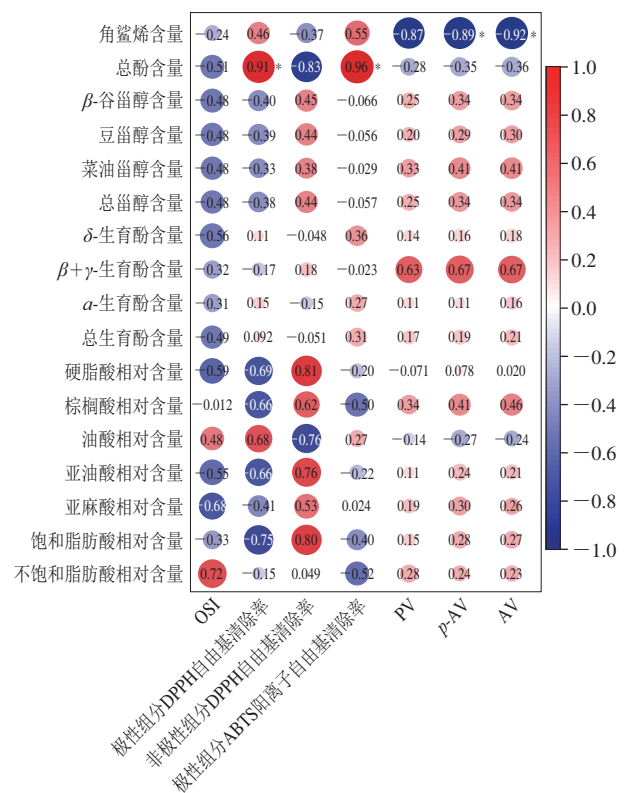 角鲨烯含量 −0.24 0.46 −0.37 0.55 −0.87 −0.89 * −0.92 *
总酚含量 −0.51 0.91 * −0.83 0.96 * −0.28 −0.35 −0.36
β-谷甾醇含量 −0.48 −0.40 0.45 −0.066 0.25 0.34 0.34
豆甾醇含量 −0.48 −0.39 0.44 −0.056 0.20 0.29 0.30
菜油甾醇含量 −0.48 −0.33 0.38 −0.029 0.33 0.41 0.41
总甾醇含量 −0.48 −0.38 0.44 −0.057 0.25 0.34 0.34
δ-生育酚含量 −0.56 0.11 −0.048 0.36 0.14 0.16 0.18
β+γ-生育酚含量 −0.32 −0.17 0.18 −0.023 0.63 0.67 0.67
a-生育酚含量 −0.31 0.15 −0.15 0.27 0.11 0.11 0.16
总生育酚含量 −0.49 0.092 −0.051 0.31 0.17 0.19 0.21
硬脂酸相对含量 −0.59 −0.69 0.81 −0.20 −0.071 0.078 0.020
棕榈酸相对含量 −0.012 −0.66 0.62 −0.50 0.34 0.41 0.46
油酸相对含量 0.48 0.68 −0.76 0.27 −0.14 −0.27 −0.24
亚油酸相对含量 −0.55 −0.66 0.76 −0.22 0.11 0.24 0.21
亚麻酸相对含量 −0.68 −0.41 0.53 0.024 0.19 0.30 0.26
饱和脂肪酸相对含量 −0.33 −0.75 0.80 −0.40 0.15 0.28 0.27
不饱和脂肪酸相对含量 0.72 −0.15 0.049 −0.52 0.28 0.24 0.23
OSI
极性组分DPPH自由基清除率
非极性组分DPPH自由基清除率
极性组分ABTS阳离子自由基清除率
PV
p-AV
AV
1.0
0.8
0.6
0.4
0.2
0.0
−0.2
−0.4
−0.6
−0.8
−1.0